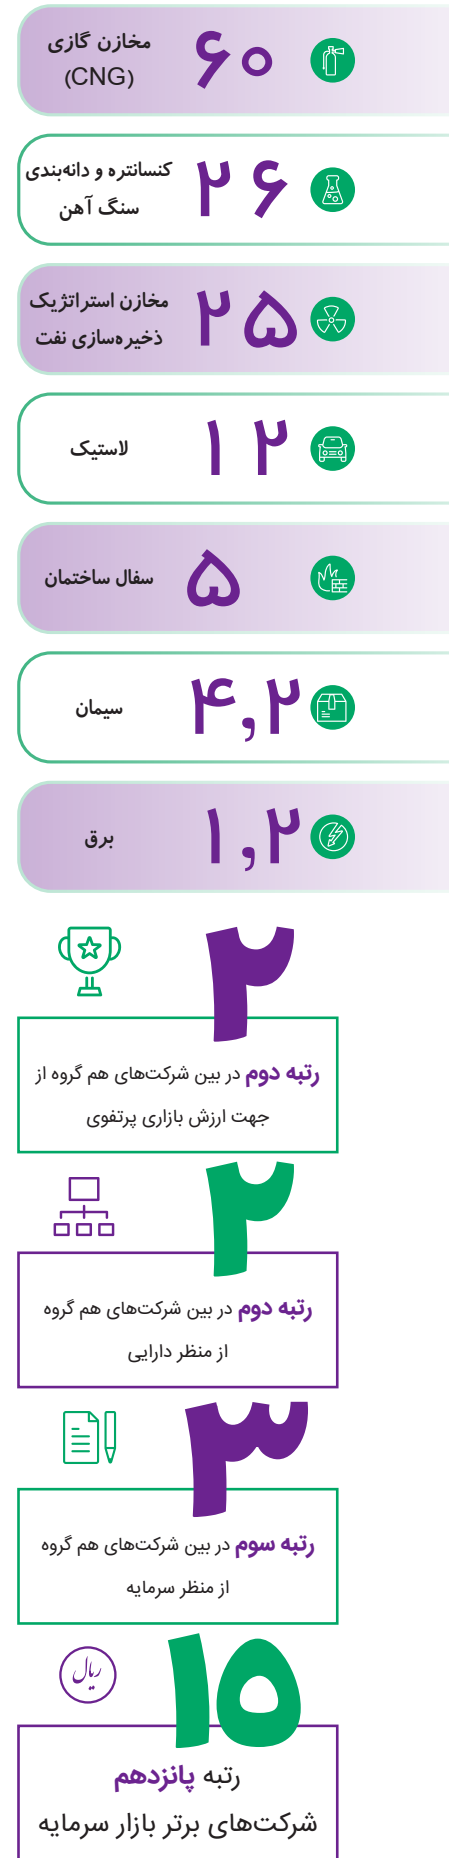 ۶۰
مخازن گازی
(CNG)
۲۶
کنسانتره و دانه‌بندی
سنگ آهن
۲۵
مخازن استراتژیک
ذخیره‌سازی نفت
۱۲
لاستیک
۵
سفال ساختمان
۴,۲
سیمان
۱,۲
برق
۲
رتبه دوم در بین شرکت‌های هم گروه از
جهت ارزش بازاری پرتفوی
۲
رتبه دوم در بین شرکت‌های هم گروه
از منظر دارایی
۳
رتبه سوم در بین شرکت‌های هم گروه
از منظر سرمایه
۱۵
ریال
رتبه پانزدهم
شرکت‌های برتر بازار سرمایه